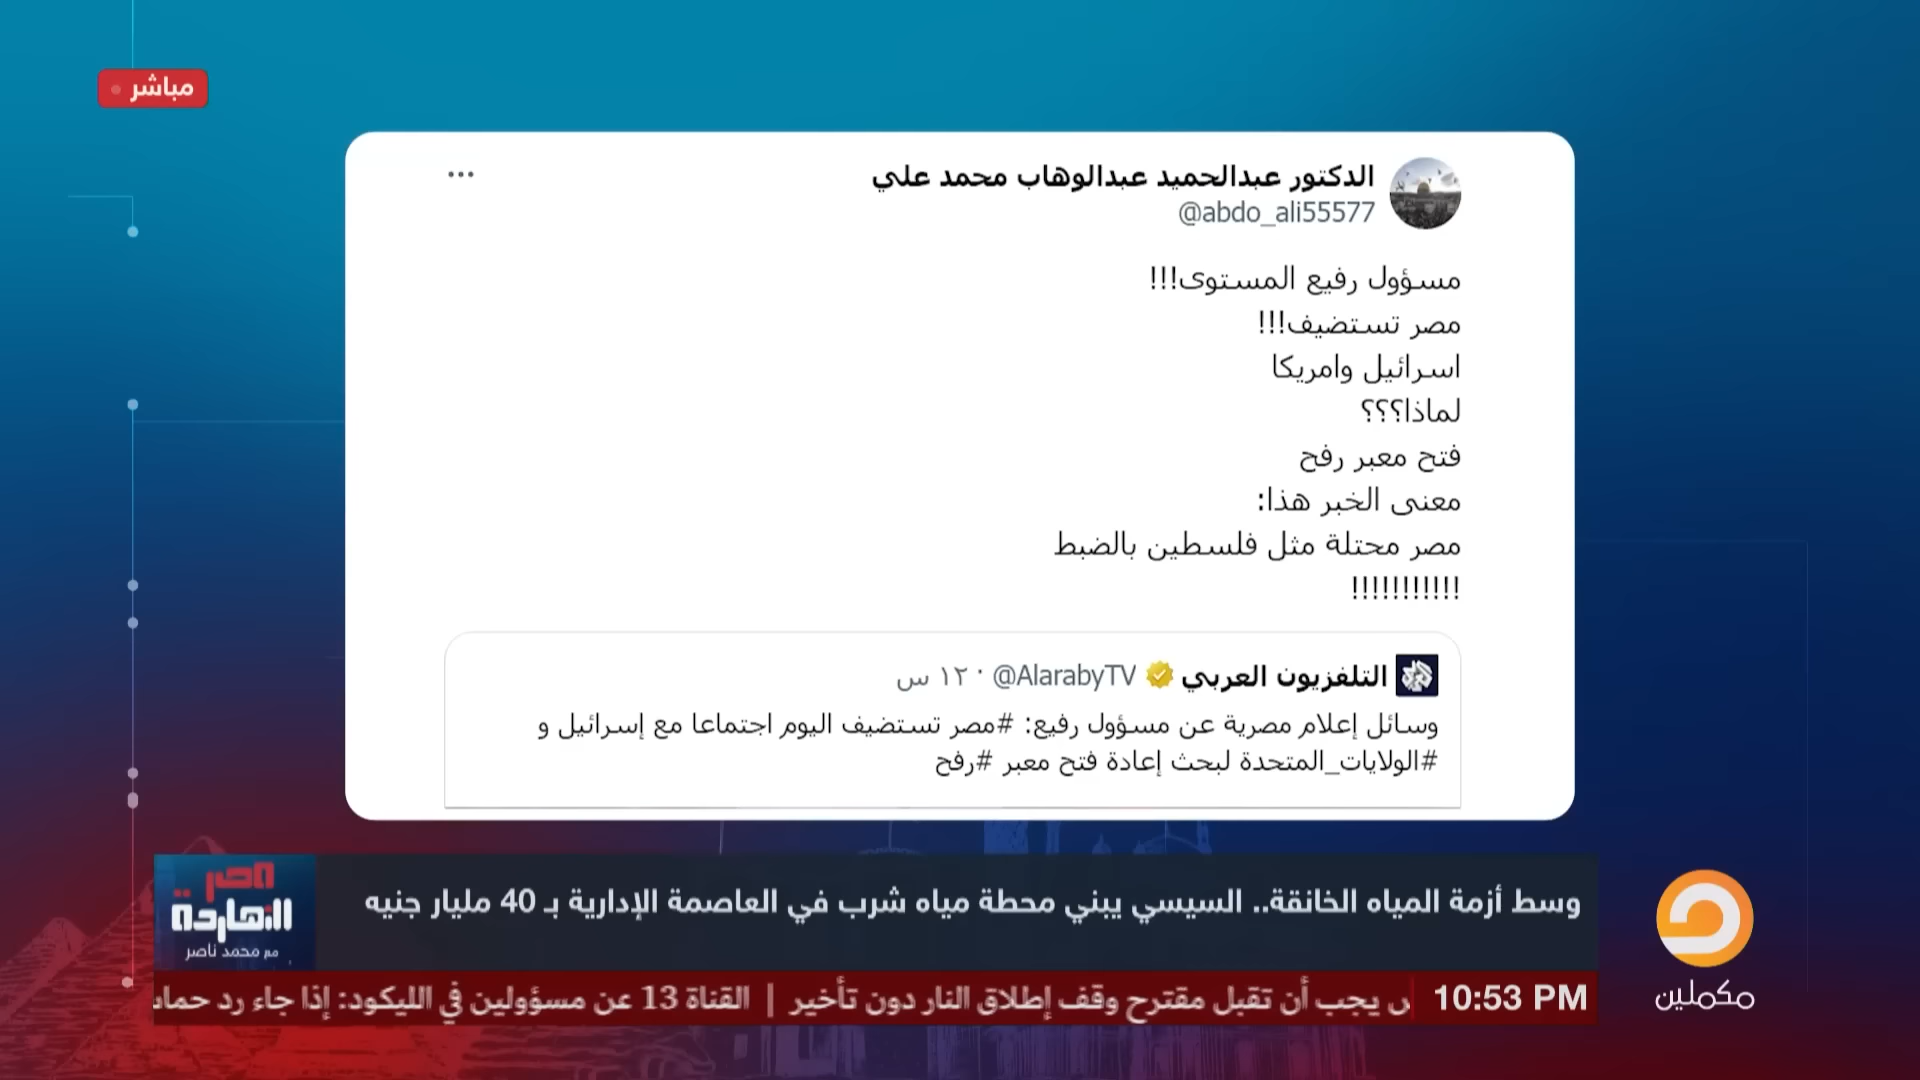 مباشر
الدكتور عبدالحميد عبدالوهاب محمد علي
@abdo_ali55577
مسؤول رفيع المستوى!!!
مصر تستضيف!!!
اسرائيل وامريكا
لماذا؟؟؟
فتح معبر رفح
معنى الخبر هذا:
مصر محتلة مثل فلسطين بالضبط
!!!!!!!!!!!
التلفزيون العربي @AlarabyTV · ١٢ س
وسائل إعلام مصرية عن مسؤول رفيع: #مصر تستضيف اليوم اجتماعا مع إسرائيل و
#الولايات_المتحدة لبحث إعادة فتح معبر #رفح
وسط أزمة المياه الخانقة.. السيسي يبني محطة مياه شرب في العاصمة الإدارية بـ 40 مليار جنيه
مصر
النهاردة
مع محمد ناصر
10:53 PM يجب أن تقبل مقترح وقف إطلاق النار دون تأخير | القناة 13 عن مسؤولين في الليكود: إذا جاء رد
مكملين